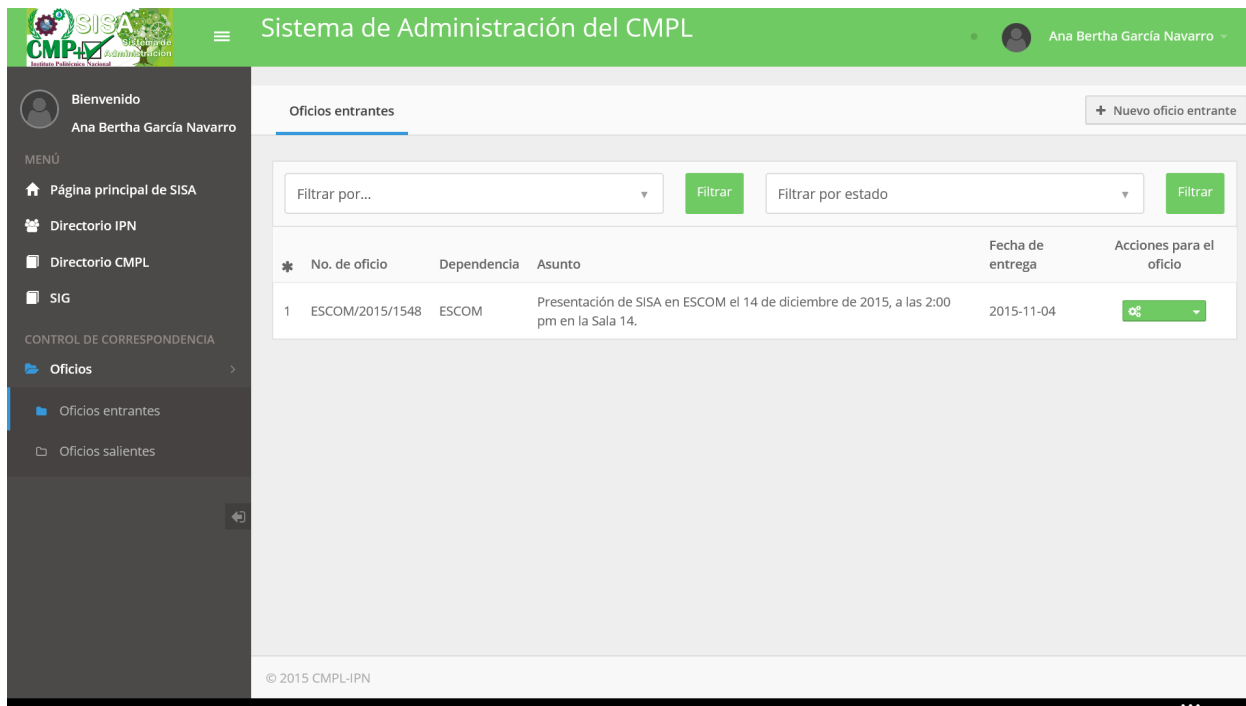 SISA
Sistema de
CMP+L Administración
Instituto Politécnico Nacional
Sistema de Administración del CMPL
Ana Bertha García Navarro
Bienvenido
Ana Bertha García Navarro
MENÚ
Página principal de SISA
Directorio IPN
Directorio CMPL
SIG
CONTROL DE CORRESPONDENCIA
Oficios
Oficios entrantes
Oficios salientes
Oficios entrantes
+ Nuevo oficio entrante
Filtrar por... Filtrar Filtrar por estado Filtrar
No. de oficio Dependencia Asunto Fecha de entrega Acciones para el oficio
1 ESCOM/2015/1548 ESCOM Presentación de SISA en ESCOM el 14 de diciembre de 2015, a las 2:00 2015-11-04
pm en la Sala 14.
© 2015 CMPL-IPN